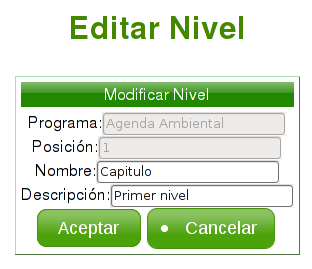 Editar Nivel
Modificar Nivel
Programa: Agenda Ambiental
Posición: 1
Nombre: Capitulo
Descripción: Primer nivel
Aceptar • Cancelar